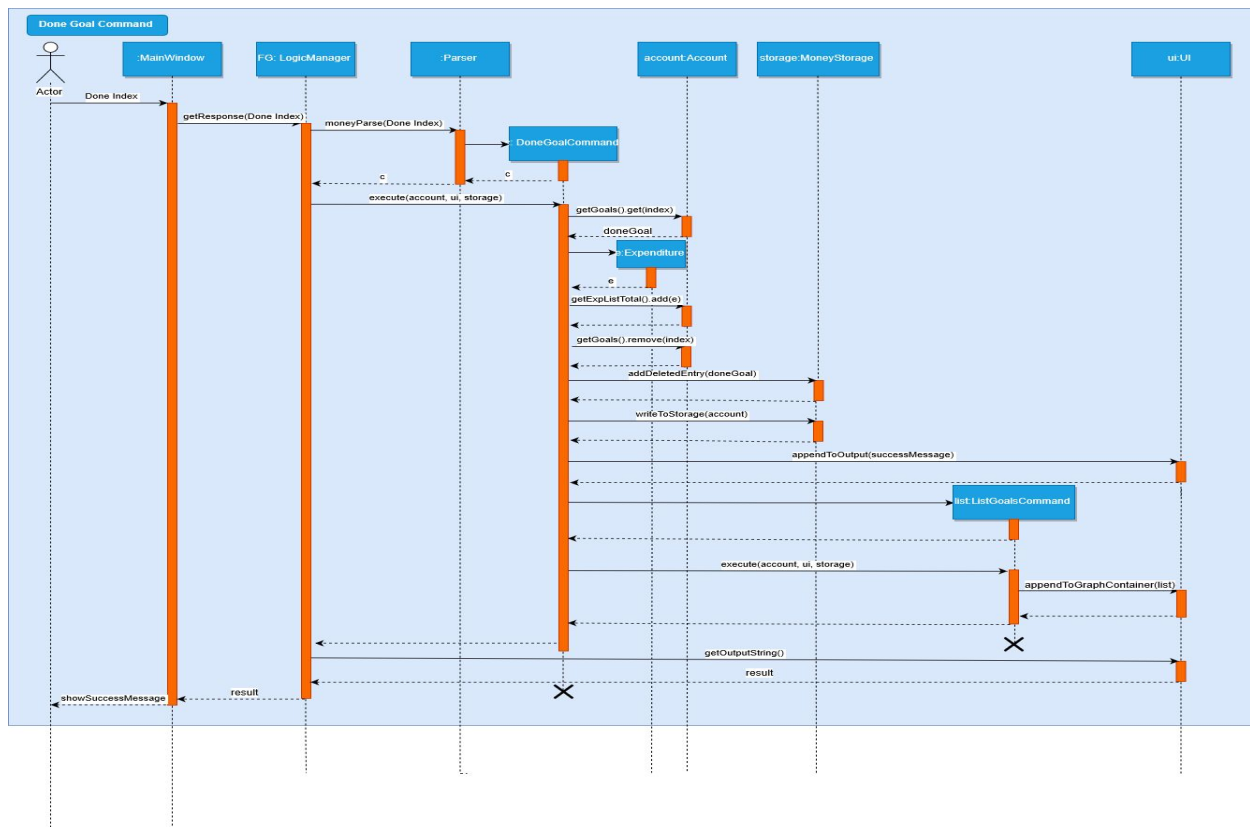 Done Goal Command
:MainWindow
FG: LogicManager
:Parser
account:Account
storage:MoneyStorage
ui:UI
Actor
Done Index
getResponse(Done Index)
moneyParse(Done Index)
: DoneGoalCommand
c
c
execute(account, ui, storage)
getGoals().get(index)
doneGoal
e:Expenditure
e
getExpListTotal().add(e)
getGoals().remove(index)
addDeletedEntry(doneGoal)
writeToStorage(account)
appendToOutput(successMessage)
list:ListGoalsCommand
execute(account, ui, storage)
appendToGraphContainer(list)
getOutputString()
result
result
showSuccessMessage